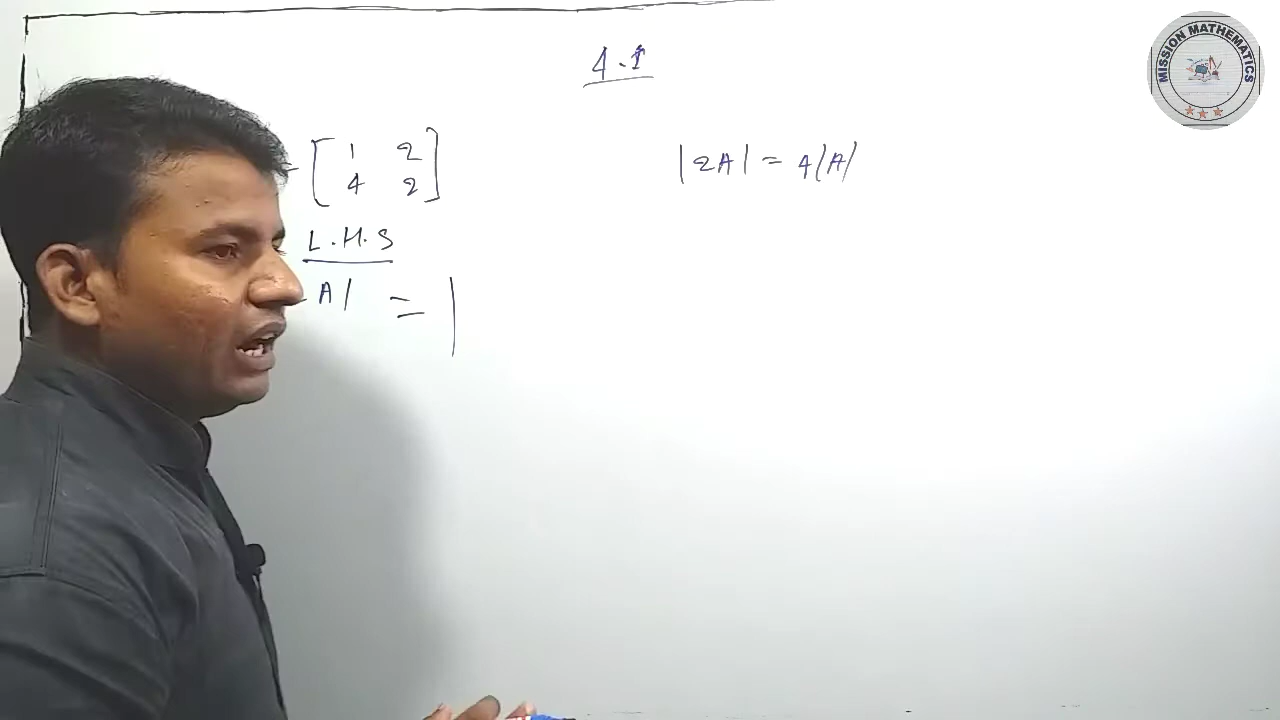 4.1
= [ 1 2
4 2 ]
|2A| = 4|A|
L.H.S
A| = |
MISSION MATHEMATICS